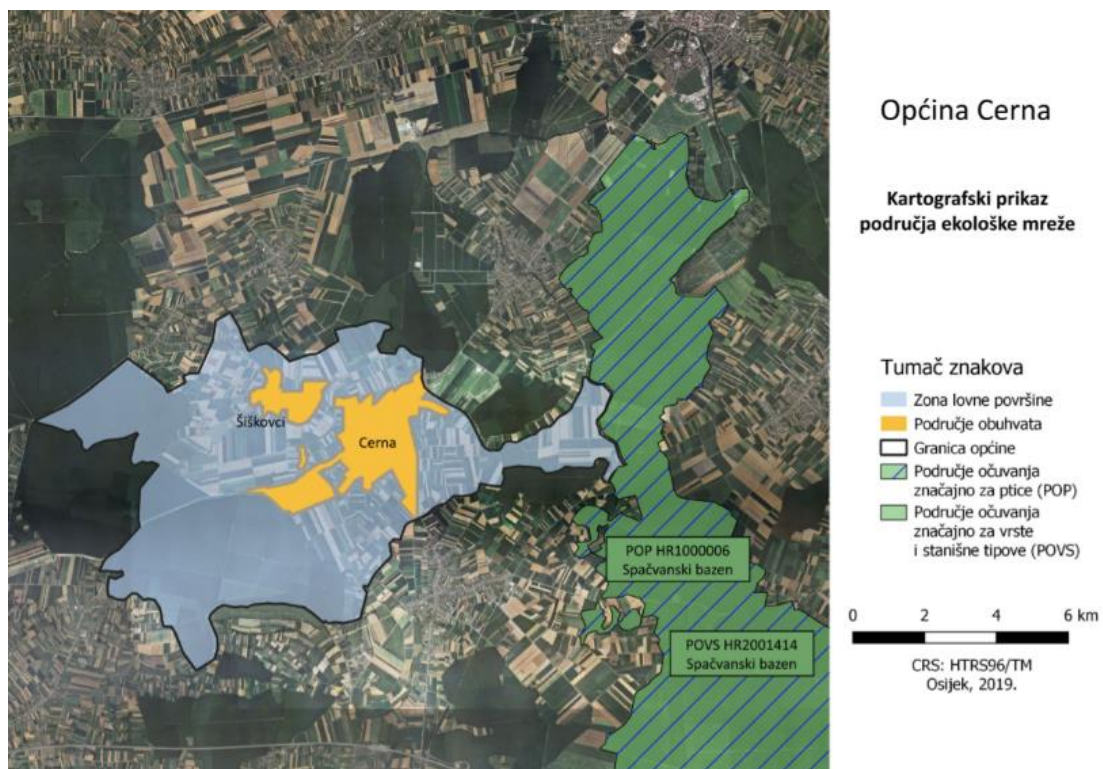 Općina Cerna
Kartografski prikaz
područja ekološke mreže
Tumač znakova
Zona lovne površine
Područje obuhvata
Granica općine
Područje očuvanja
značajno za ptice (POP)
Područje očuvanja
značajno za vrste
i stanišne tipove (POVS)
0 2 4 6 km
CRS: HTRS96/TM
Osijek, 2019.
Šiškovci
Cerna
POP HR1000006
Spačvanski bazen
POVS HR2001414
Spačvanski bazen